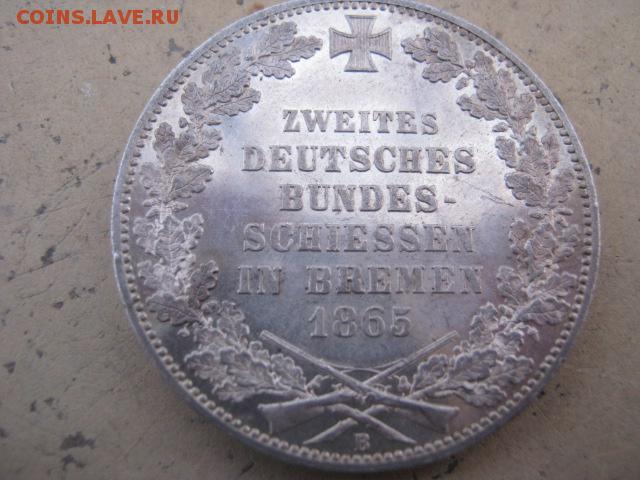 COINS.LAVE.RU
ZWEITES
DEUTSCHES
BUNDES-
SCHIESSEN
IN BREMEN
1865
B